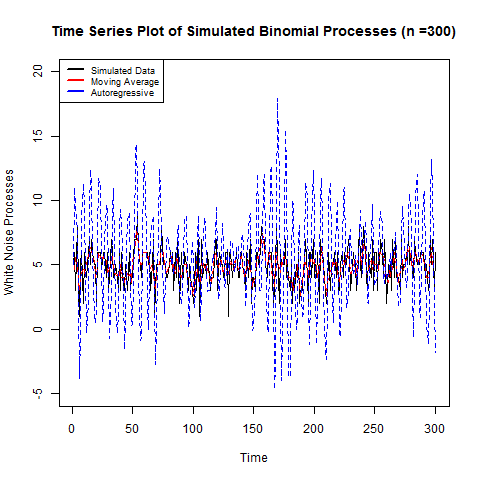 Time Series Plot of Simulated Binomial Processes (n =300)
Simulated Data
Moving Average
Autoregressive
20
15
10
5
0
-5
White Noise Processes
0 50 100 150 200 250 300
Time